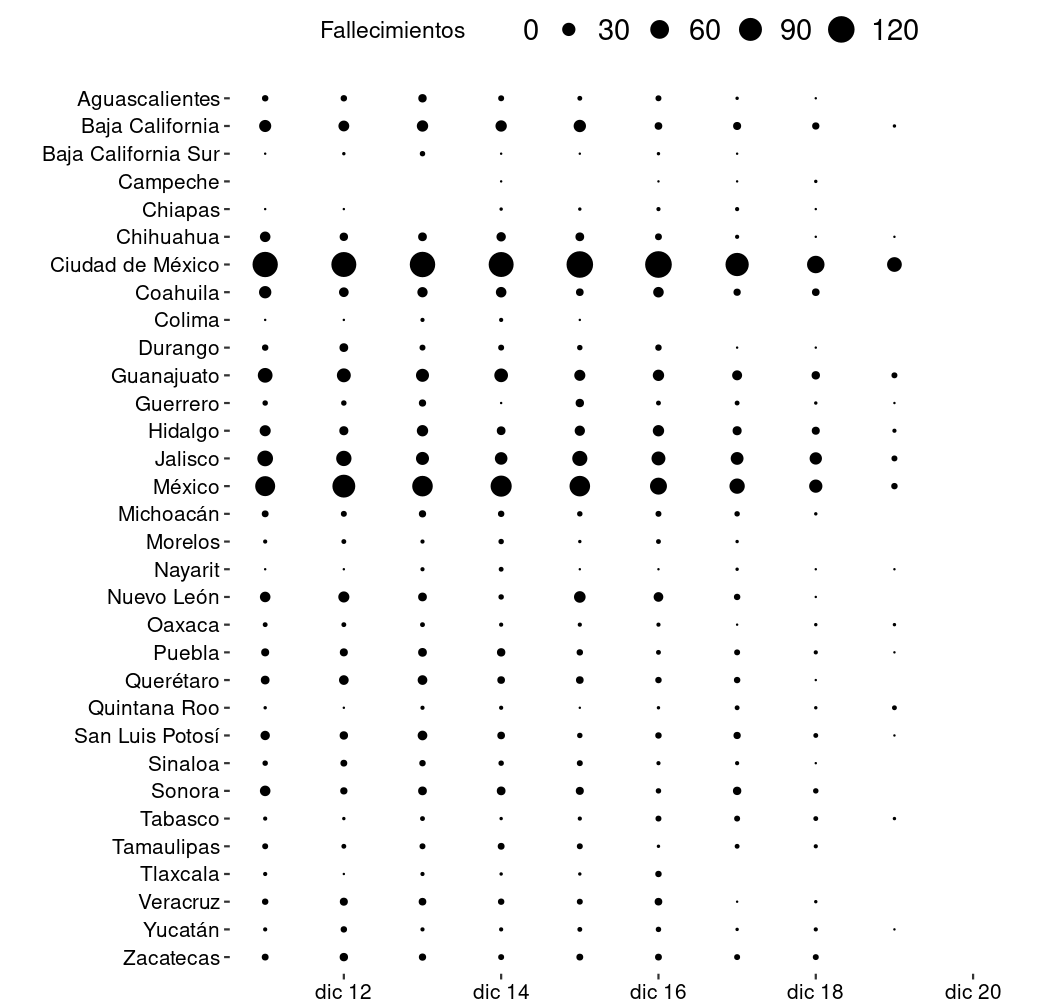 Fallecimientos 0 30 60 90 120
Aguascalientes
Baja California
Baja California Sur
Campeche
Chiapas
Chihuahua
Ciudad de México
Coahuila
Colima
Durango
Guanajuato
Guerrero
Hidalgo
Jalisco
México
Michoacán
Morelos
Nayarit
Nuevo León
Oaxaca
Puebla
Querétaro
Quintana Roo
San Luis Potosí
Sinaloa
Sonora
Tabasco
Tamaulipas
Tlaxcala
Veracruz
Yucatán
Zacatecas
dic 12 dic 14 dic 16 dic 18 dic 20